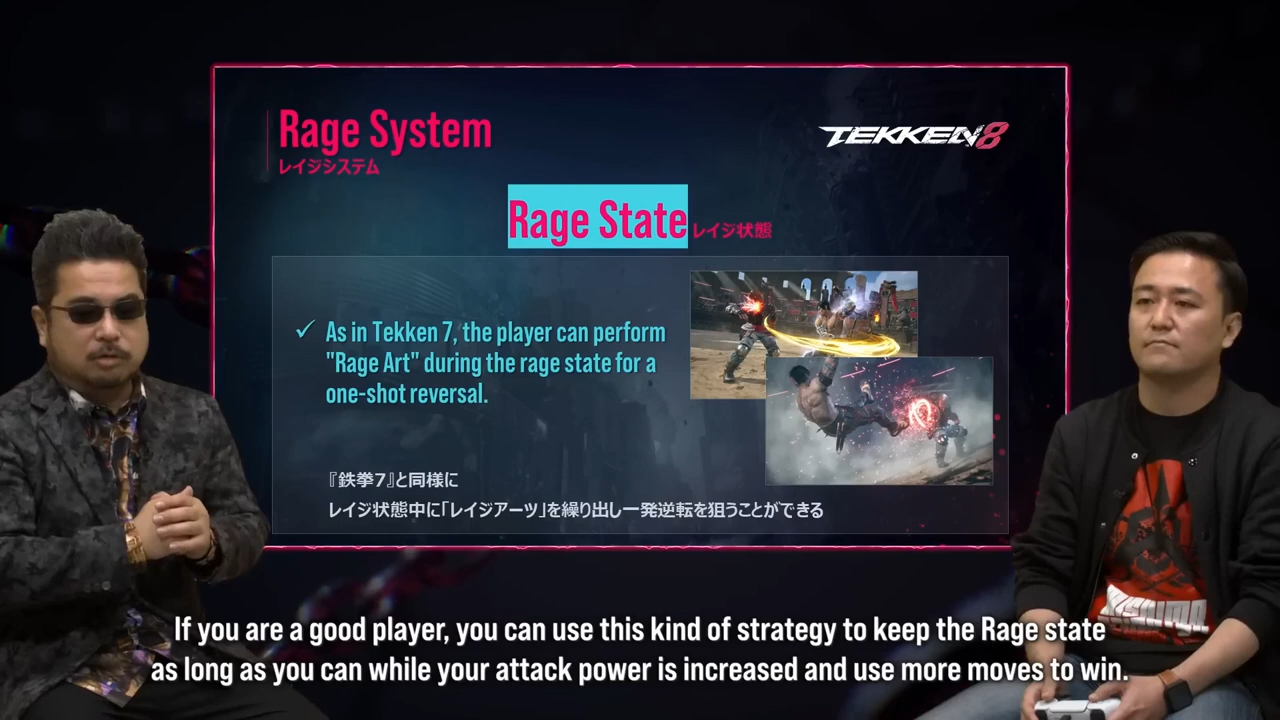 Rage System
レイジシステム
TEKKEN8
Rage State レイジ状態
✓ As in Tekken 7, the player can perform
"Rage Art" during the rage state for a
one-shot reversal.
『鉄拳7』と同様に
レイジ状態中に「レイジアーツ」を繰り出し一発逆転を狙うことができる
MISHIMA
If you are a good player, you can use this kind of strategy to keep the Rage state
as long as you can while your attack power is increased and use more moves to win.